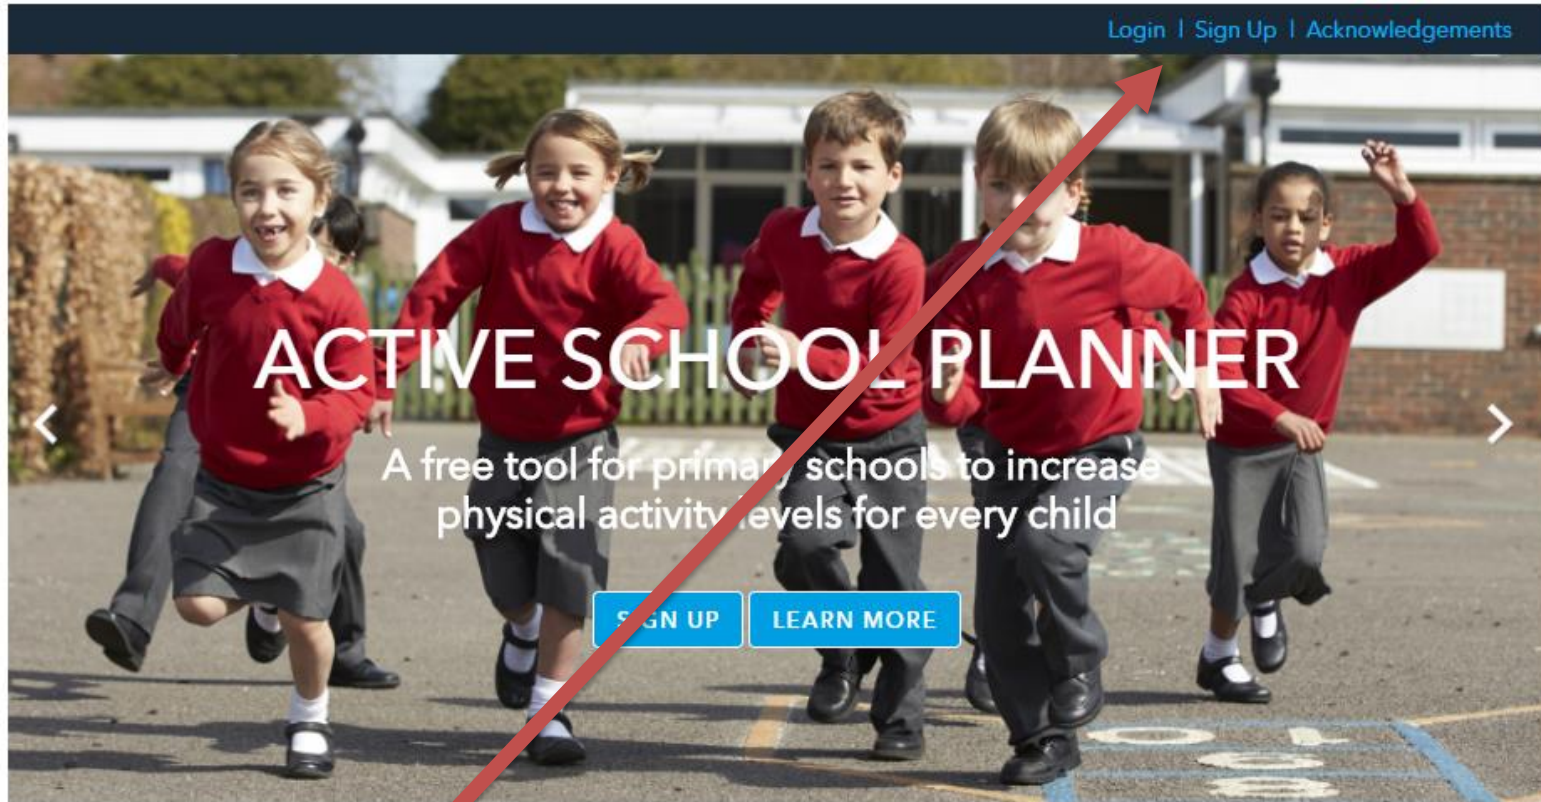 Login | Sign Up | Acknowledgements
ACTIVE SCHOOL PLANNER
A free tool for primary schools to increase
physical activity levels for every child
SIGN UP LEARN MORE
10